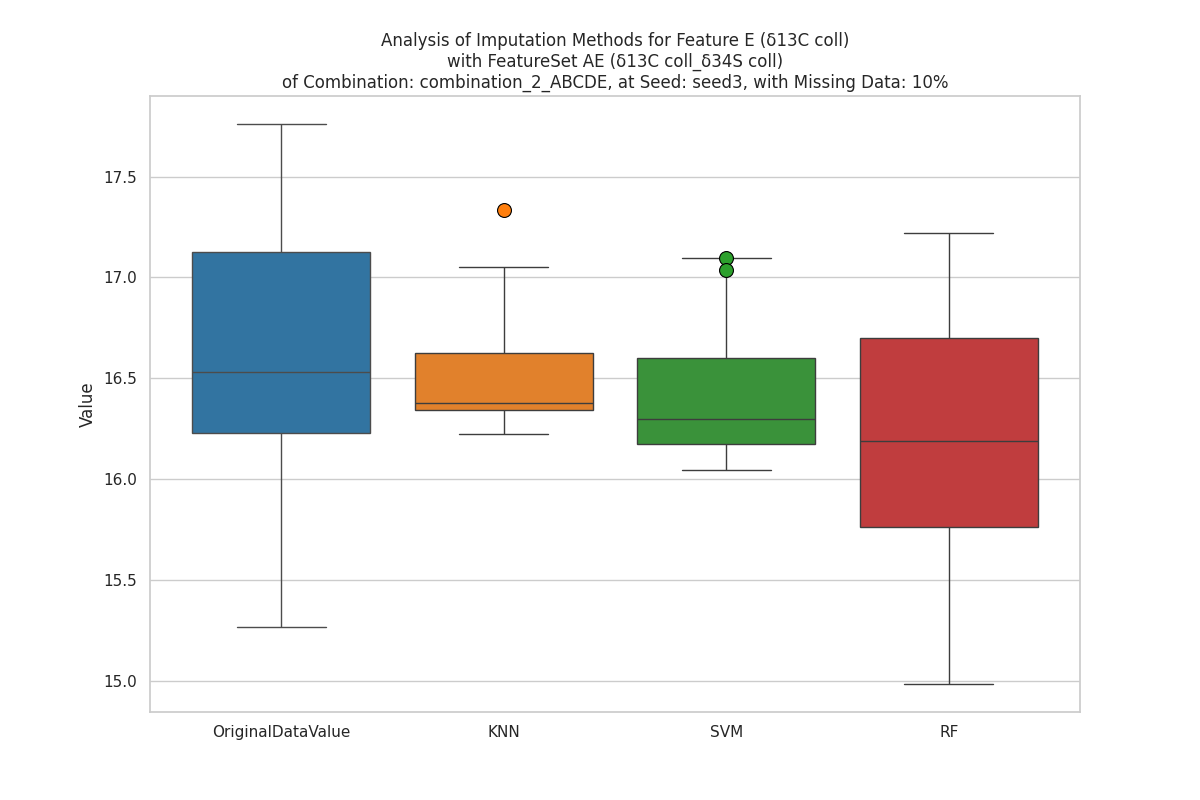 Analysis of Imputation Methods for Feature E (δ13C coll)
with FeatureSet AE (δ13C coll_δ34S coll)
of Combination: combination_2_ABCDE, at Seed: seed3, with Missing Data: 10%
Value
17.5
17.0
16.5
16.0
15.5
15.0
OriginalDataValue
KNN
SVM
RF